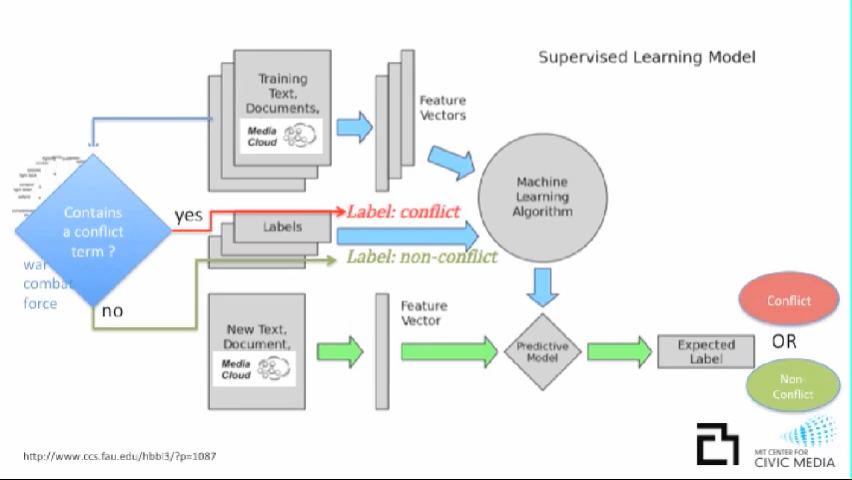 Supervised Learning Model
Training
Text,
Documents,
Media
Cloud
Feature
Vectors
Machine
Learning
Algorithm
Contains
a conflict
term ?
yes
Label: conflict
Labels
Label: non-conflict
war
combat
force
no
New Text,
Document,
Media
Cloud
Feature
Vector
Predictive
Model
Expected
Label
Conflict
OR
Non-
Conflict
http://www.ccs.fau.edu/hbbl3/?p=1087
MIT CENTER FOR
CIVIC MEDIA